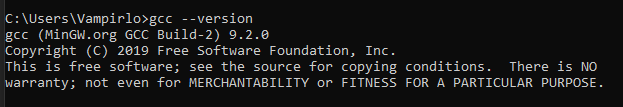 C:\Users\Vampirlo>gcc --version
gcc (MinGW.org GCC Build-2) 9.2.0
Copyright (C) 2019 Free Software Foundation, Inc.
This is free software; see the source for copying conditions.  There is NO
warranty; not even for MERCHANTABILITY or FITNESS FOR A PARTICULAR PURPOSE.